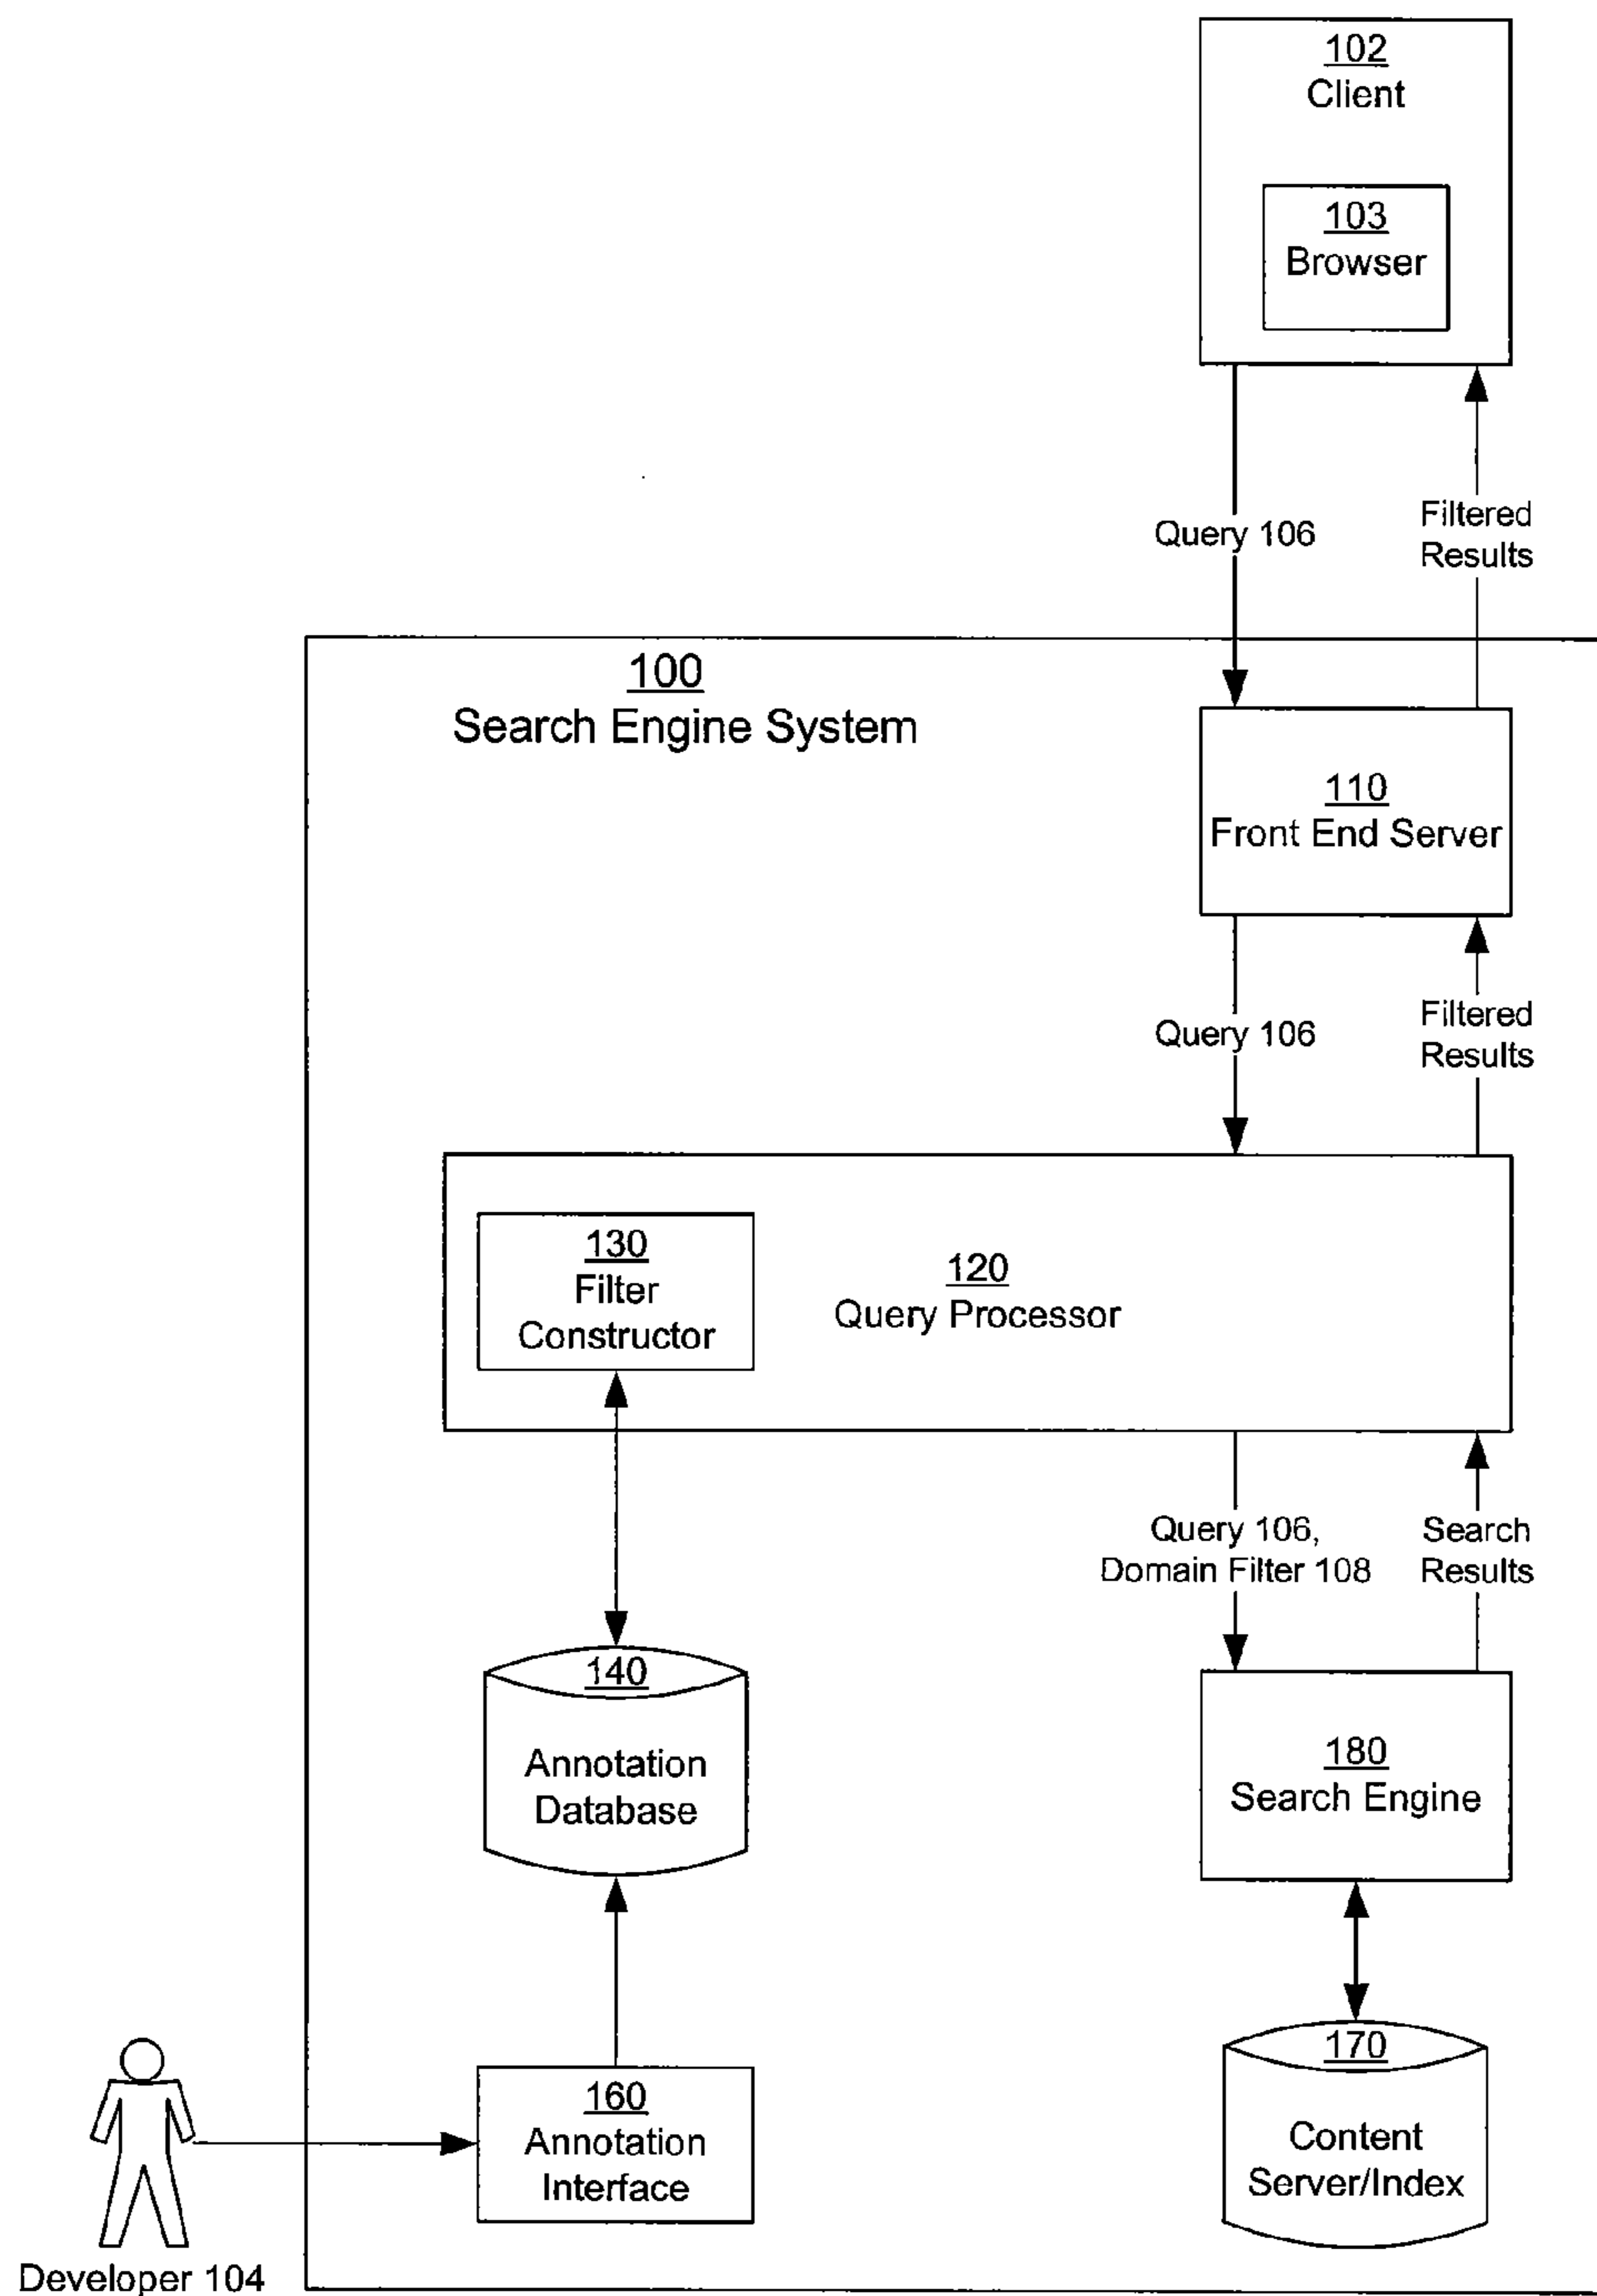 102
Client
103
Browser
Query 106
Filtered
Results
100
Search Engine System
110
Front End Server
Query 106
Filtered
Results
130
Filter
Constructor
120
Query Processor
Query 106,
Domain Filter 108
Search
Results
140
Annotation
Database
180
Search Engine
160
Annotation
Interface
170
Content
Server/Index
Developer 104